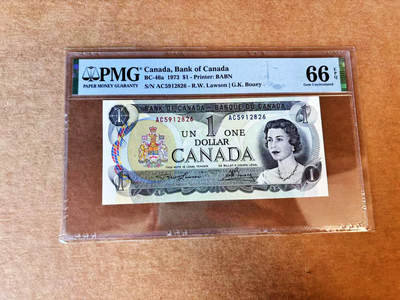 PMG
PAPER MONEY GUARANTY
Canada, Bank of Canada
BC-46a 1973 $1 - Printer: BABN
S/N AC5912826 - R.W. Lawson | G.K. Bouey
66 EPQ
Gem Uncirculated
BANK OF CANADA - BANQUE DU CANADA
1
AC5912826
AC5912826
1
UN ONE
DOLLAR
CANADA
1